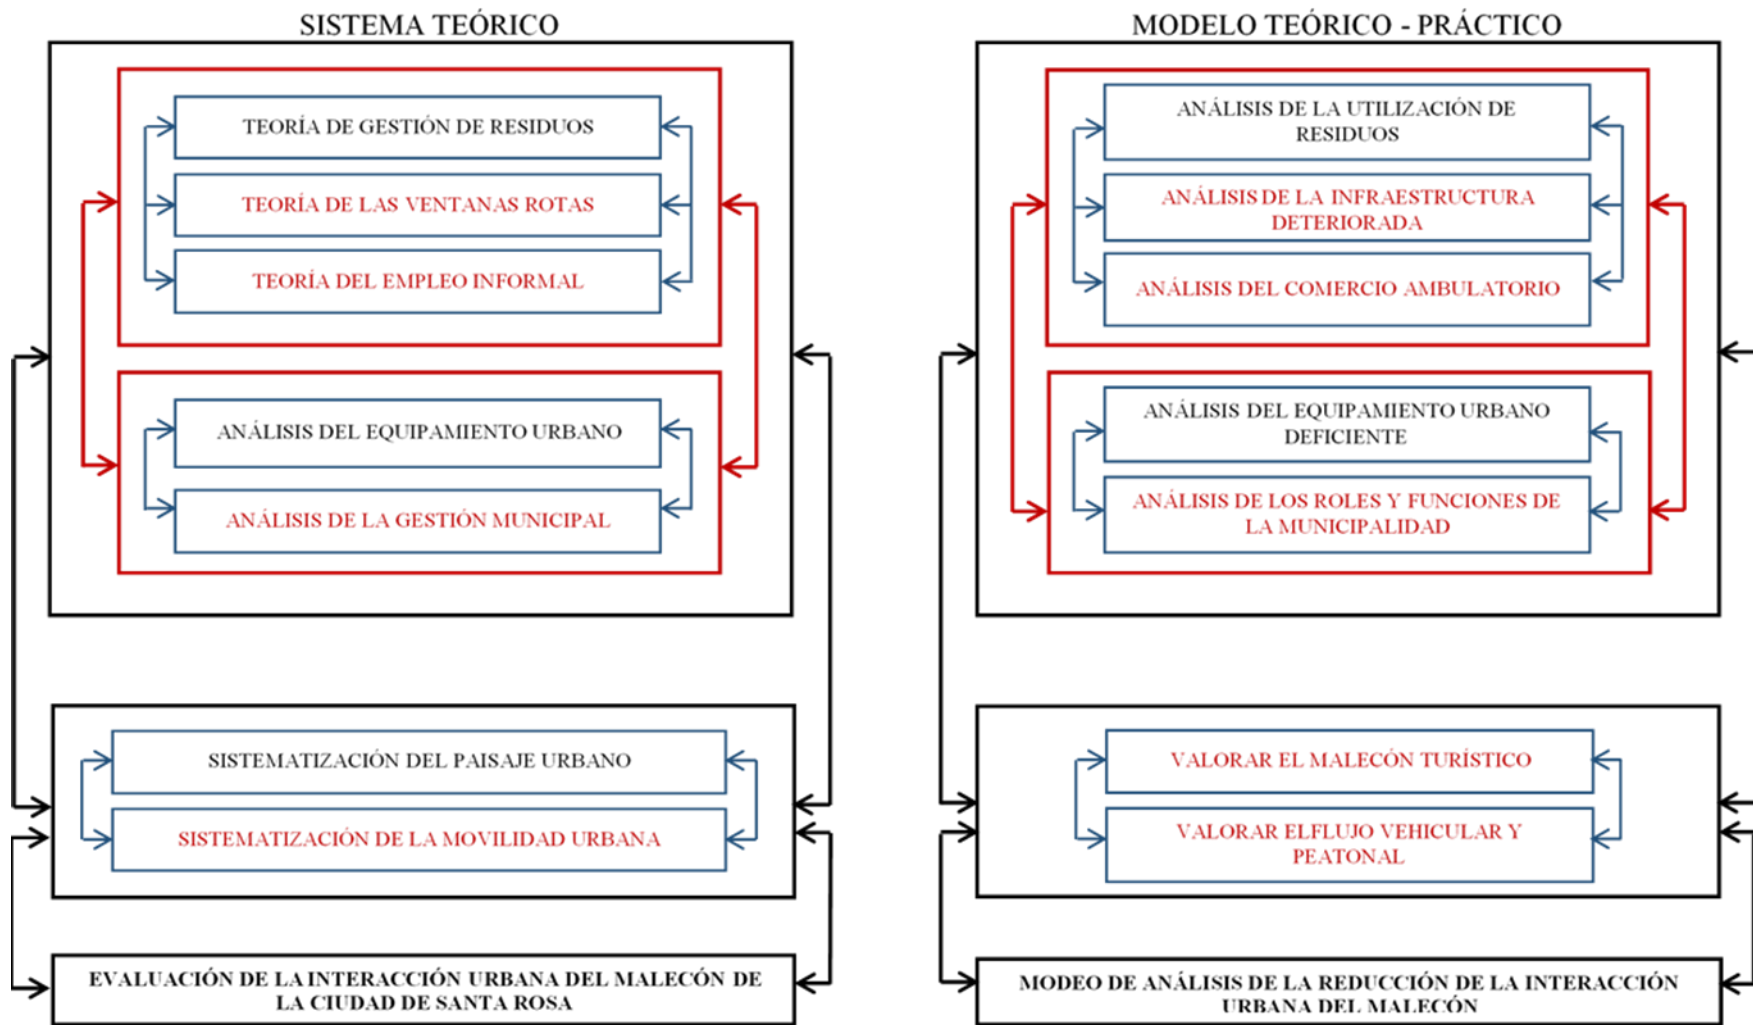 SISTEMA TEÓRICO
TEORÍA DE GESTIÓN DE RESIDUOS
TEORÍA DE LAS VENTANAS ROTAS
TEORÍA DEL EMPLEO INFORMAL
ANÁLISIS DEL EQUIPAMIENTO URBANO
ANÁLISIS DE LA GESTIÓN MUNICIPAL
SISTEMATIZACIÓN DEL PAISAJE URBANO
SISTEMATIZACIÓN DE LA MOVILIDAD URBANA
EVALUACIÓN DE LA INTERACCIÓN URBANA DEL MALECÓN DE
LA CIUDAD DE SANTA ROSA
MODELO TEÓRICO - PRÁCTICO
ANÁLISIS DE LA UTILIZACIÓN DE
RESIDUOS
ANÁLISIS DE LA INFRAESTRUCTURA
DETERIORADA
ANÁLISIS DEL COMERCIO AMBULATORIO
ANÁLISIS DEL EQUIPAMIENTO URBANO
DEFICIENTE
ANÁLISIS DE LOS ROLES Y FUNCIONES DE
LA MUNICIPALIDAD
VALORAR EL MALECÓN TURÍSTICO
VALORAR ELFLUJO VEHICULAR Y
PEATONAL
MODEO DE ANÁLISIS DE LA REDUCCIÓN DE LA INTERACCIÓN
URBANA DEL MALECÓN